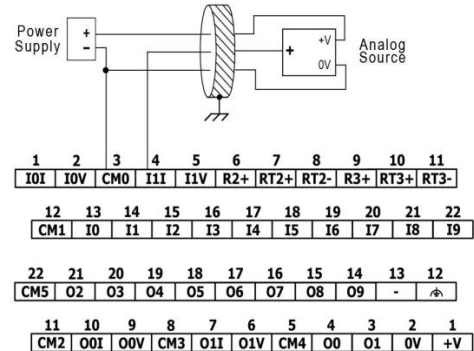 Power Supply
+
-
+
+V
0V
Analog Source
1 2 3 4 5 6 7 8 9 10 11
I0I I0V CM0 I1I I1V R2+ RT2+ RT2- R3+ RT3+ RT3-
12 13 14 15 16 17 18 19 20 21 22
CM1 I0 I1 I2 I3 I4 I5 I6 I7 I8 I9
22 21 20 19 18 17 16 15 14 13 12
CM5 O2 O3 O4 O5 O6 O7 O8 O9 -
11 10 9 8 7 6 5 4 3 2 1
CM2 O0I O0V CM3 O1I O1V CM4 O0 O1 0V +V